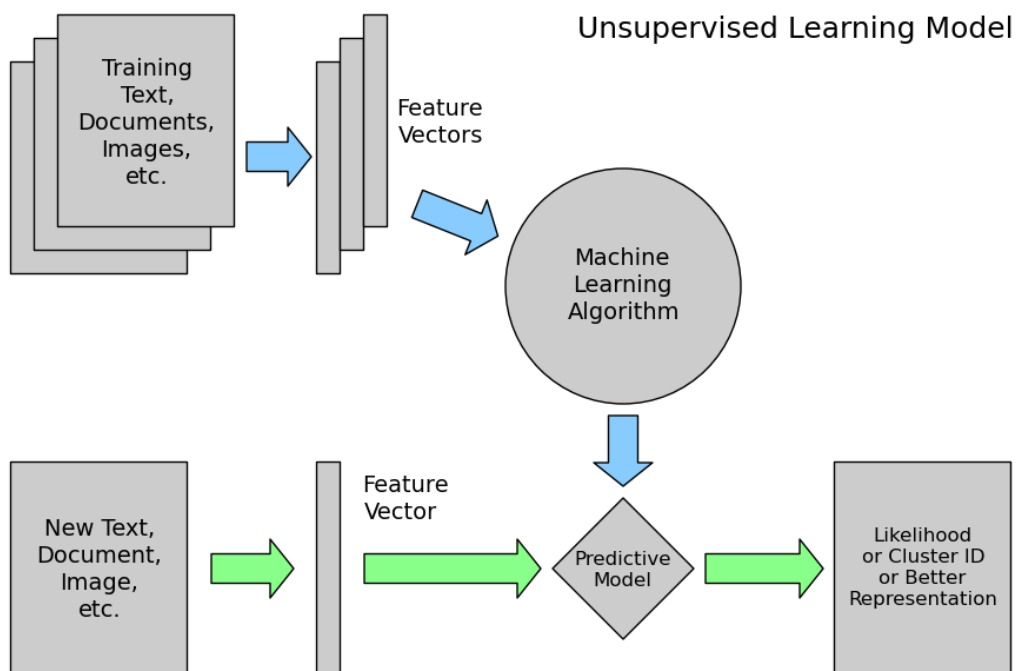 Unsupervised Learning Model
Training
Text,
Documents,
Images,
etc.
Feature
Vectors
Machine
Learning
Algorithm
New Text,
Document,
Image,
etc.
Feature
Vector
Predictive
Model
Likelihood
or Cluster ID
or Better
Representation